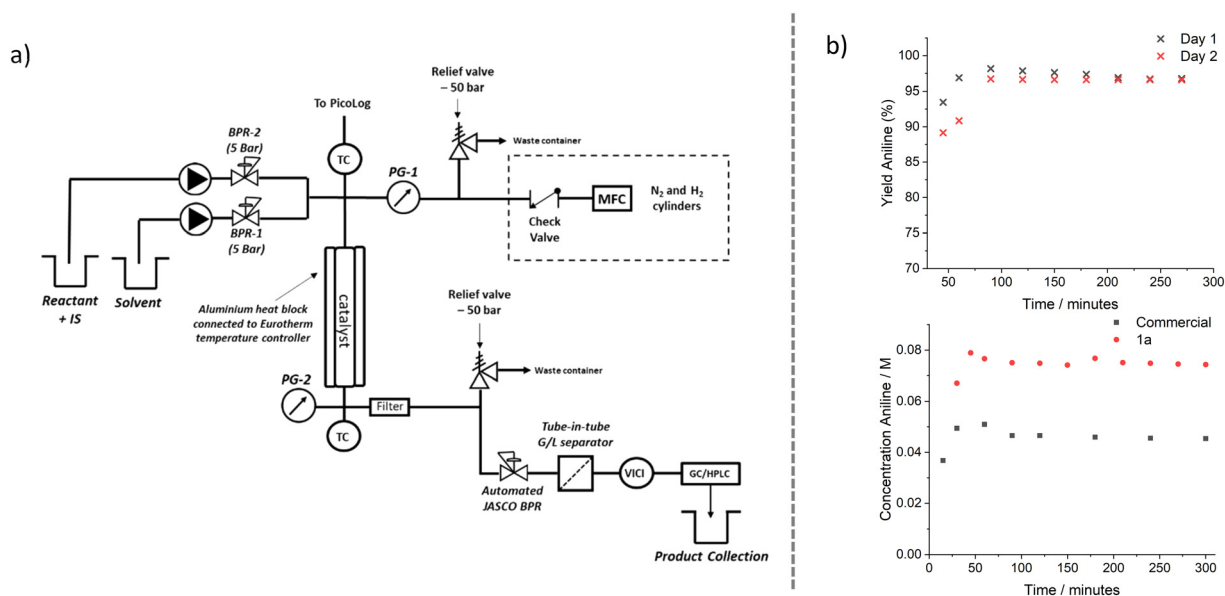 a)
To PicoLog
TC
BPR-2
(5 Bar)
BPR-1
(5 Bar)
Reactant
+ IS
Solvent
PG-1
Relief valve
– 50 bar
Waste container
Check
Valve
MFC
N₂ and H₂
cylinders
Aluminium heat block
connected to Eurotherm
temperature controller
catalyst
PG-2
TC
Filter
Relief valve
– 50 bar
Waste container
Automated
JASCO BPR
Tube-in-tube
G/L separator
VICI
GC/HPLC
Product Collection
b)
Day 1
Day 2
Yield Aniline (%)
100
95
90
85
80
75
70
50
100
150
200
250
300
Time / minutes
Commercial
1a
Concentration Aniline / M
0.08
0.06
0.04
0.02
0.00
0
50
100
150
200
250
300
Time / minutes